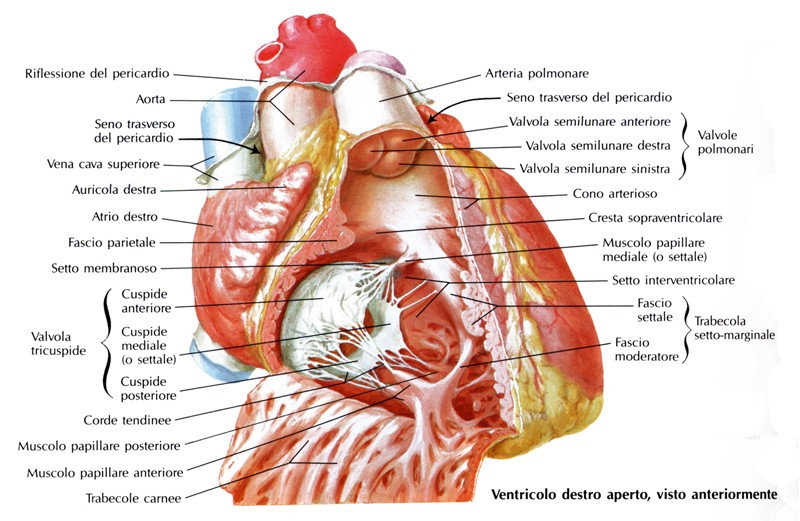 Riflessione del pericardio
Aorta
Seno trasverso
del pericardio
Vena cava superiore
Auricola destra
Atrio destro
Fascio parietale
Setto membranoso
Valvola
tricuspide
Cuspide
anteriore
Cuspide
mediale
(o settale)
Cuspide
posteriore
Corde tendinee
Muscolo papillare posteriore
Muscolo papillare anteriore
Trabecole carnee
Arteria polmonare
Seno trasverso del pericardio
Valvola semilunare anteriore
Valvola semilunare destra
Valvola semilunare sinistra
Valvole
polmonari
Cono arterioso
Cresta sopraventricolare
Muscolo papillare
mediale (o settale)
Setto interventricolare
Fascio
settale
Fascio
moderatore
Trabecola
setto-marginale
Ventricolo destro aperto, visto anteriormente